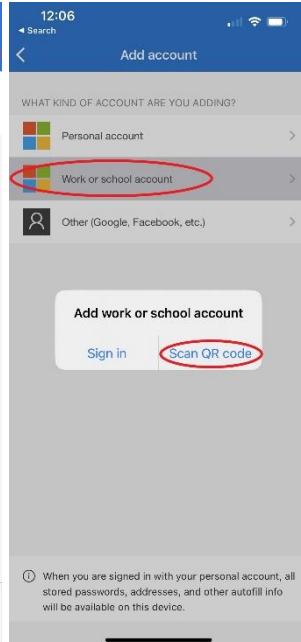 12:06
◄ Search
Add account
WHAT KIND OF ACCOUNT ARE YOU ADDING?
Personal account
Work or school account
Other (Google, Facebook, etc.)
Add work or school account
Sign in
Scan QR code
When you are signed in with your personal account, all
stored passwords, addresses, and other autofill info
will be available on this device.